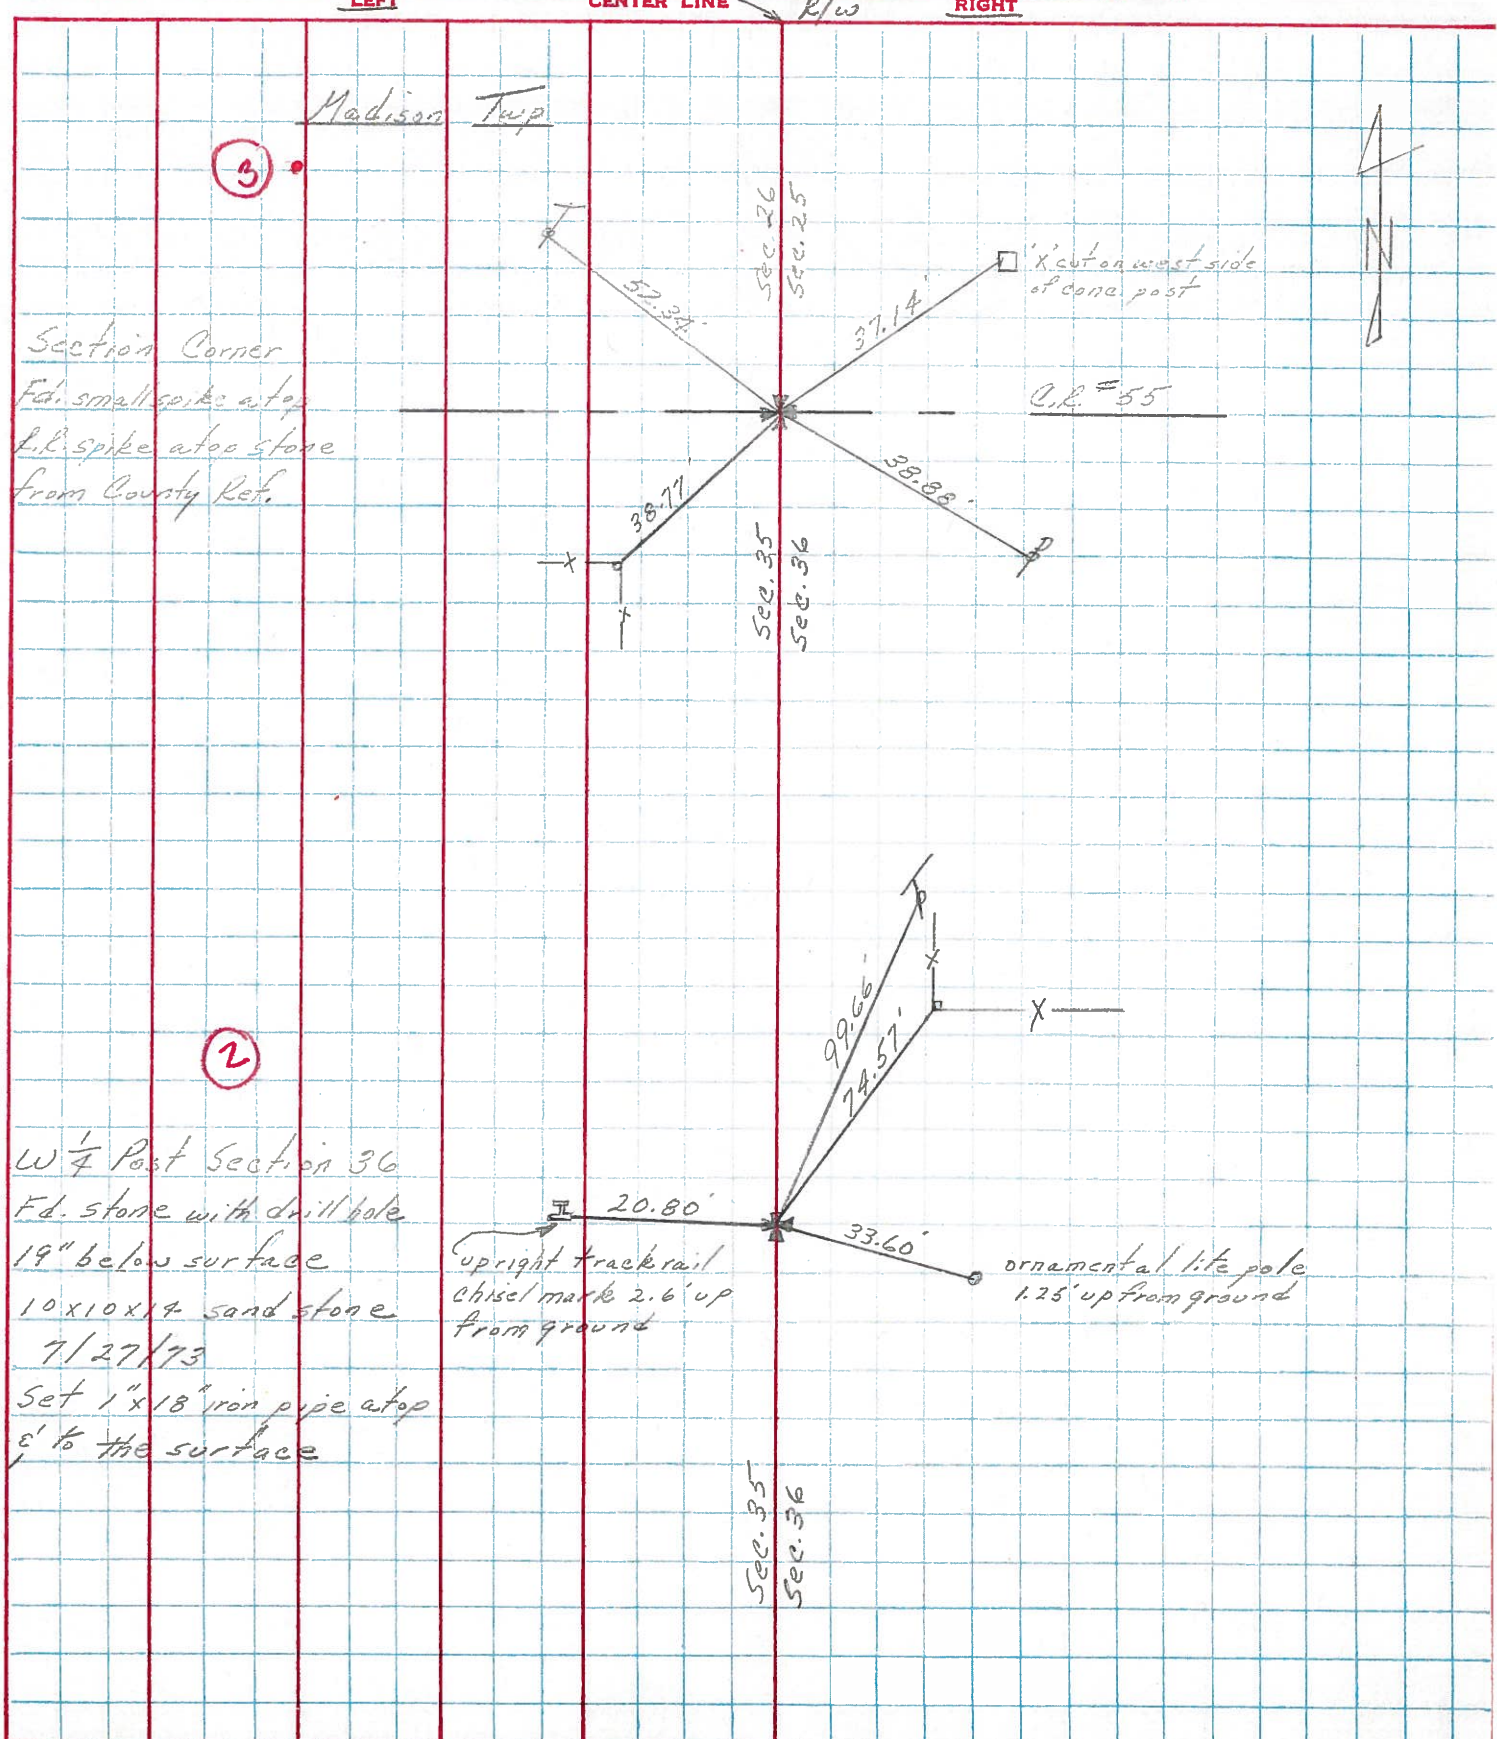 LEFT
CENTER LINE
R/W
RIGHT
Madison Twp.
3
Sec. 26
Sec. 25
N
'X' cut on west side
of conc. post
52.34'
37.14'
Section Corner
Fd. small spike atop
R.R. spike atop stone
from County Ref.
C.R. #55
38.77'
38.88'
Sec. 35
Sec. 36
99.66'
74.57'
X
2
W 1/4 Post Section 36
Fd. stone with drill hole
19" below surface
10x10x14 sand stone
7/27/73
Set 1"x18" iron pipe atop
& to the surface
20.80'
33.60'
upright track rail
chisel mark 2.6' up
from ground
ornamental lite pole
1.25' up from ground
Sec. 35
Sec. 36